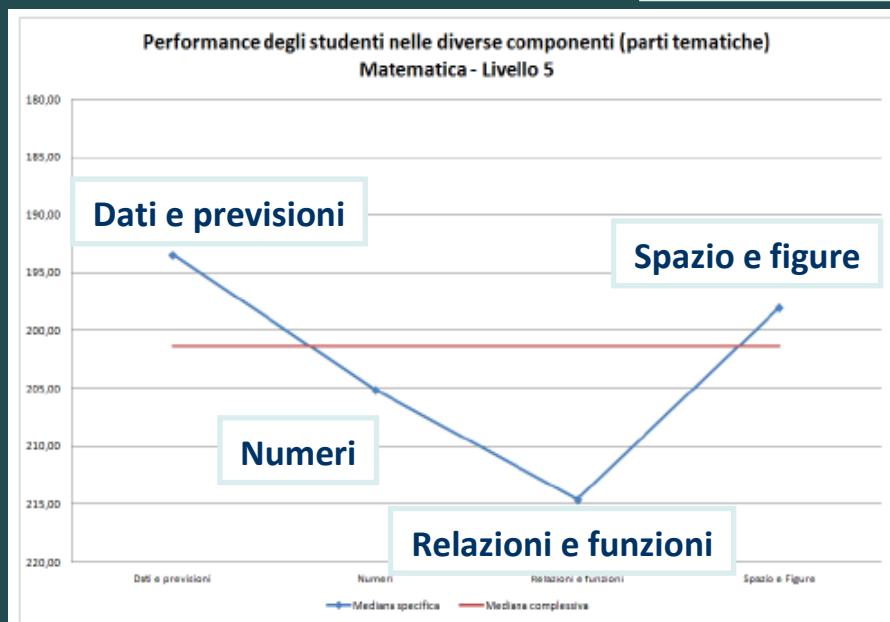 Performance degli studenti nelle diverse componenti (parti tematiche)
Matematica - Livello 5
180,00
185,00
190,00
195,00
200,00
205,00
210,00
215,00
220,00
Dati e previsioni
Spazio e figure
Numeri
Relazioni e funzioni
Dati e previsioni Numeri Relazioni e funzioni Spazio e Figure
Mediana specifica Mediana complessiva